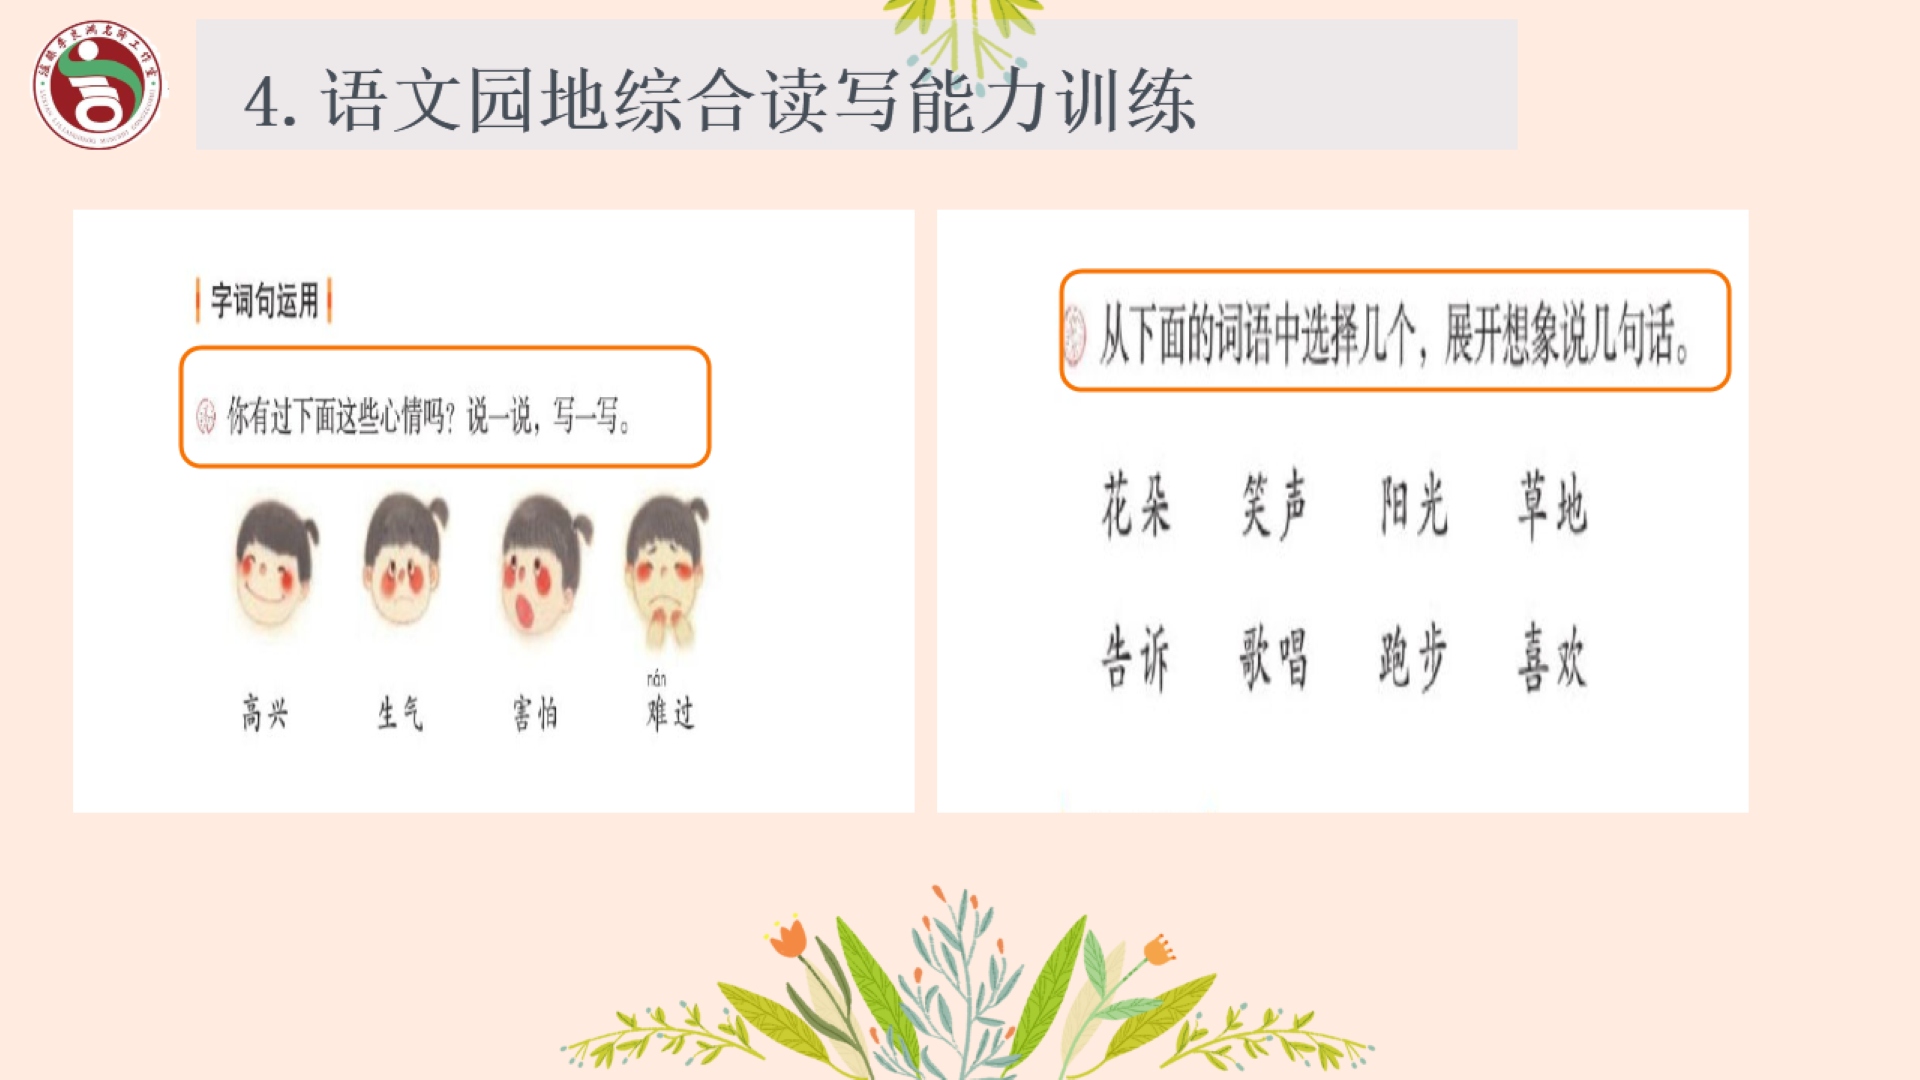 4. 语文园地综合读写能力训练
字词句运用
你有过下面这些心情吗？说一说，写一写。
nán
高兴 生气 害怕 难过
从下面的词语中选择几个，展开想象说几句话。
花朵 笑声 阳光 草地
告诉 歌唱 跑步 喜欢